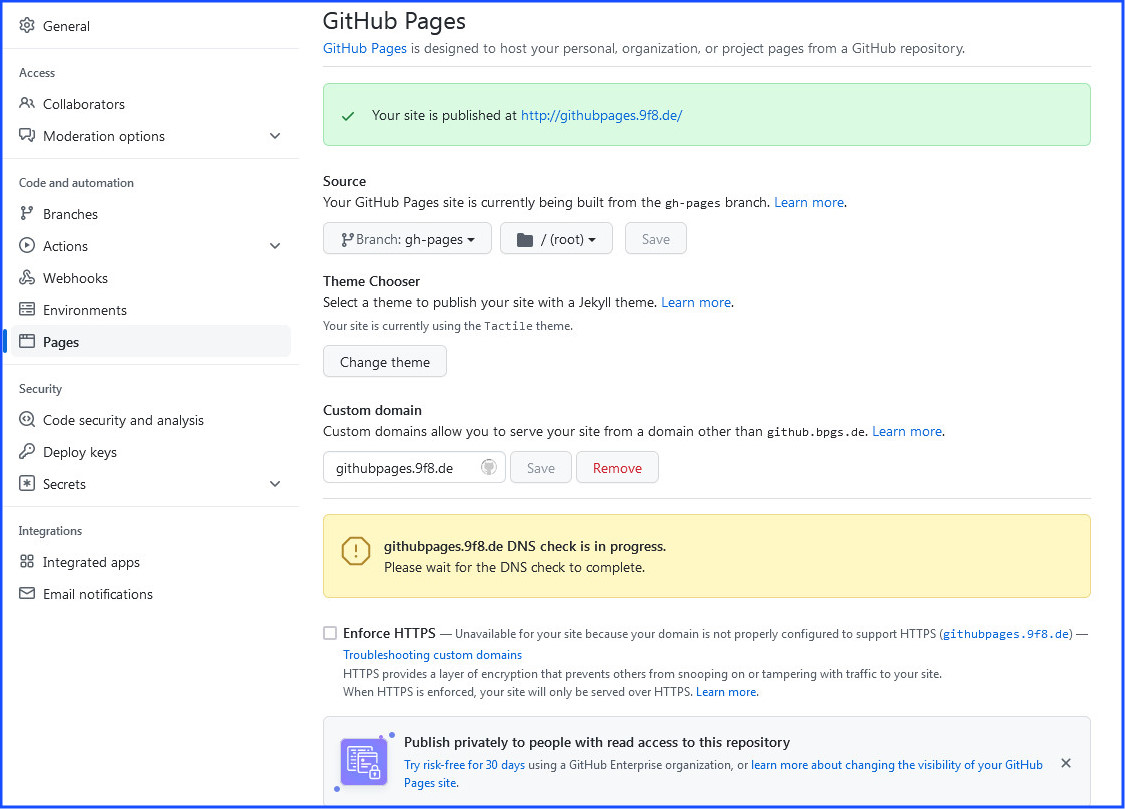 General
Access
Collaborators
Moderation options
Code and automation
Branches
Actions
Webhooks
Environments
Pages
Security
Code security and analysis
Deploy keys
Secrets
Integrations
Integrated apps
Email notifications
GitHub Pages
GitHub Pages is designed to host your personal, organization, or project pages from a GitHub repository.
Your site is published at http://githubpages.9f8.de/
Source
Your GitHub Pages site is currently being built from the gh-pages branch. Learn more.
Branch: gh-pages / (root) Save
Theme Chooser
Select a theme to publish your site with a Jekyll theme. Learn more.
Your site is currently using the Tactile theme.
Change theme
Custom domain
Custom domains allow you to serve your site from a domain other than github.bpgs.de. Learn more.
githubpages.9f8.de Save Remove
githubpages.9f8.de DNS check is in progress.
Please wait for the DNS check to complete.
Enforce HTTPS — Unavailable for your site because your domain is not properly configured to support HTTPS (githubpages.9f8.de) —
Troubleshooting custom domains
HTTPS provides a layer of encryption that prevents others from snooping on or tampering with traffic to your site.
When HTTPS is enforced, your site will only be served over HTTPS. Learn more.
Publish privately to people with read access to this repository
Try risk-free for 30 days using a GitHub Enterprise organization, or learn more about changing the visibility of your GitHub
Pages site.